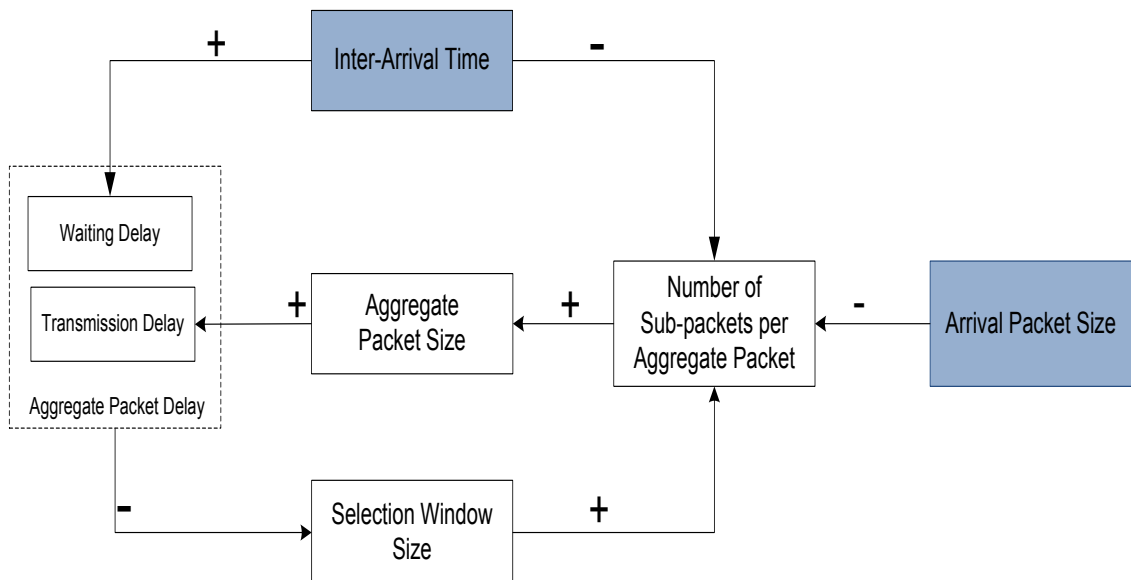 +
Inter-Arrival Time
-
Waiting Delay
Transmission Delay
Aggregate Packet Delay
+
Aggregate
Packet Size
+
Number of
Sub-packets per
Aggregate Packet
-
Arrival Packet Size
-
Selection Window
Size
+